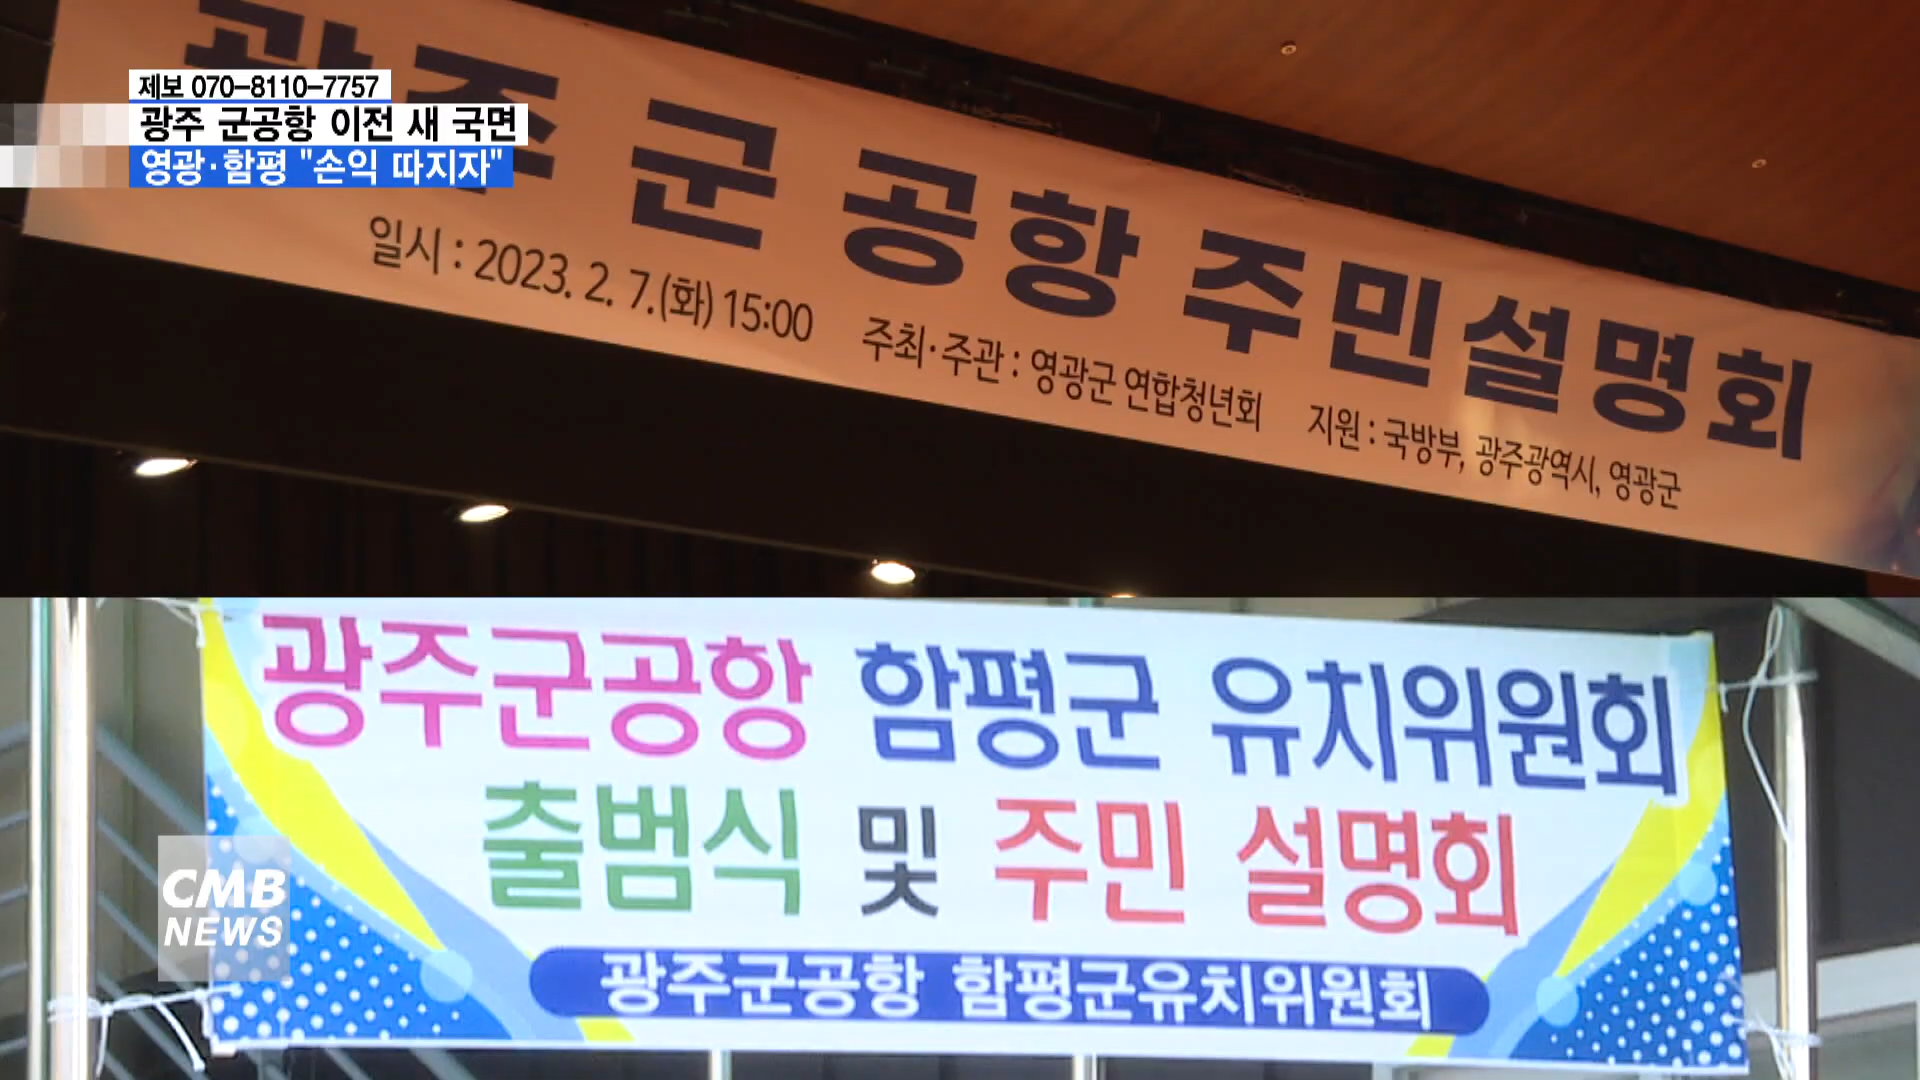 제보 070-8110-7757
광주 군공항 이전 새 국면
영광·함평 "손익 따지자"
광주 군 공항 주민설명회
일시 : 2023. 2. 7.(화) 15:00 주최·주관 : 영광군 연합청년회 지원 : 국방부, 광주광역시, 영광군
광주군공항 함평군 유치위원회
출범식 및 주민 설명회
광주군공항 함평군유치위원회
CMB
NEWS